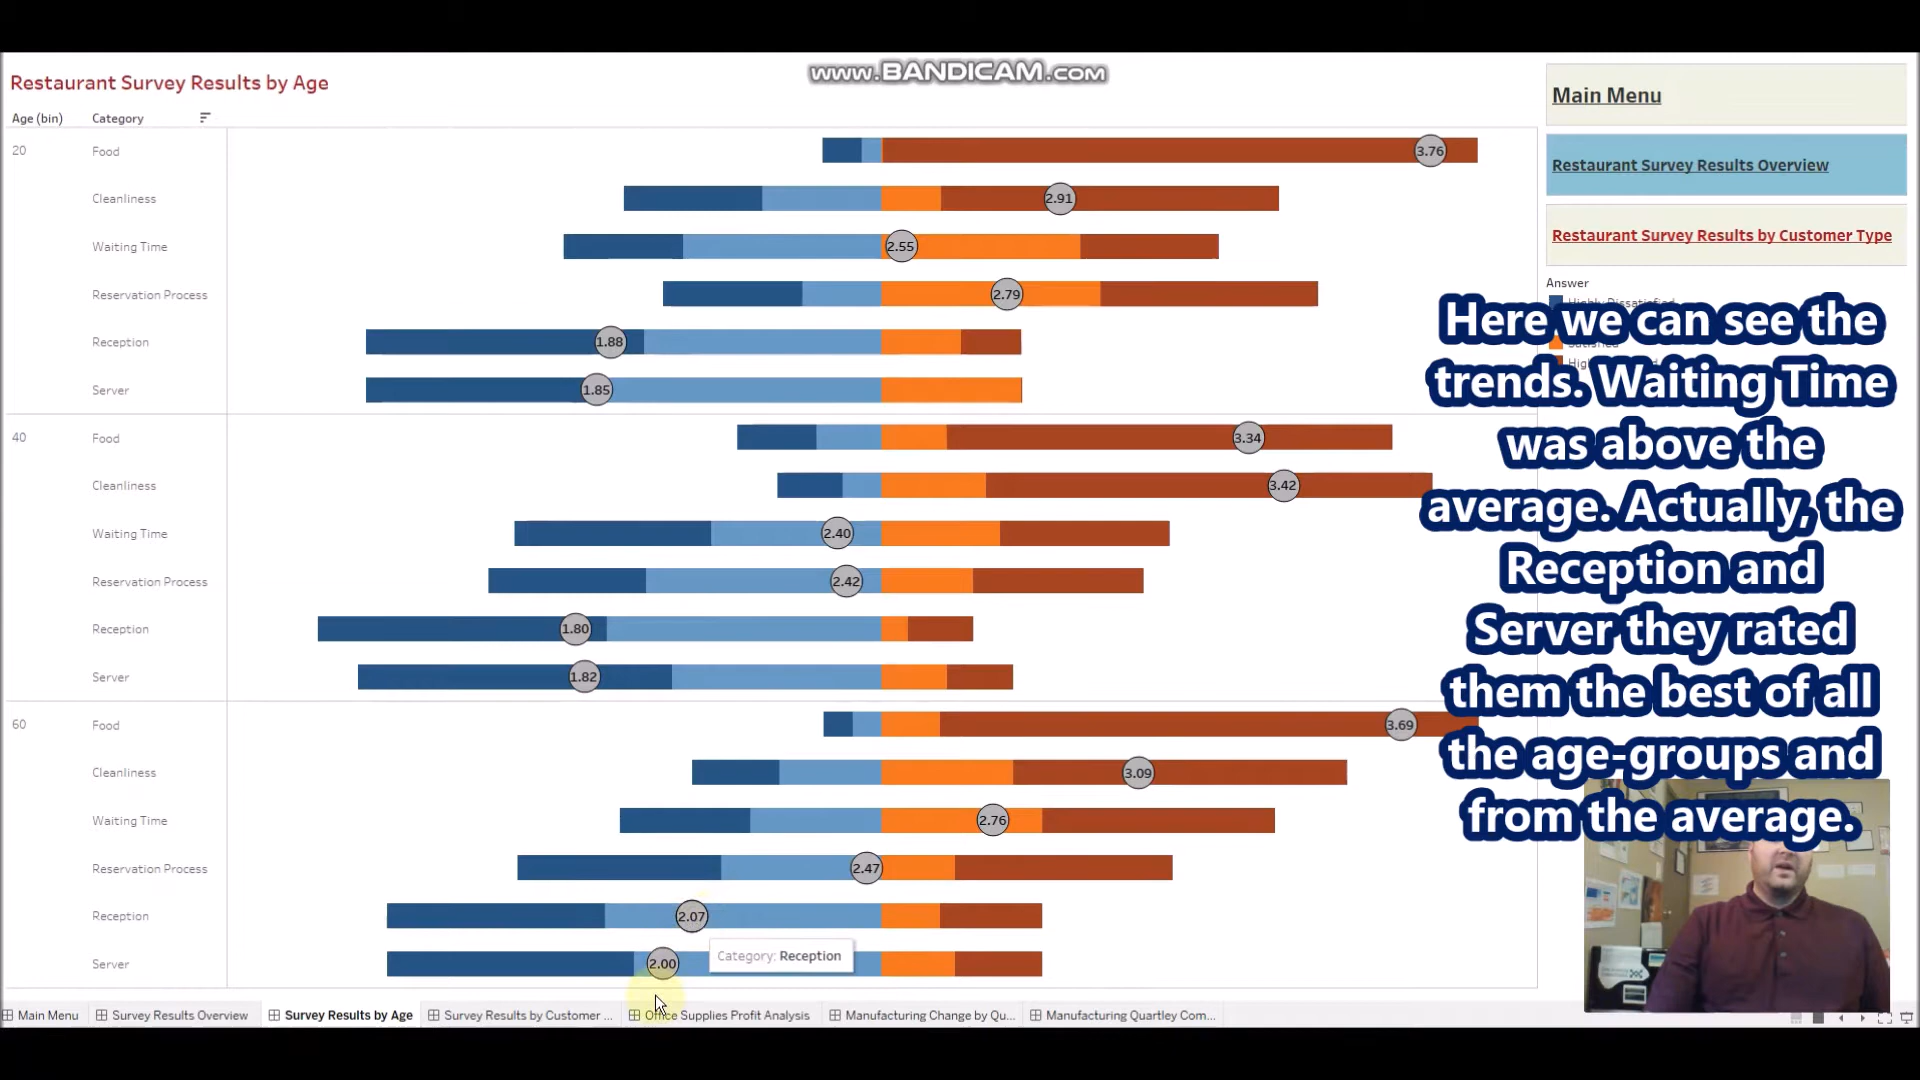 www.BANDICAM.com
Restaurant Survey Results by Age
Age (bin) Category
20 Food 3.76
Cleanliness 2.91
Waiting Time 2.55
Reservation Process 2.79
Reception 1.88
Server 1.85
40 Food 3.34
Cleanliness 3.42
Waiting Time 2.40
Reservation Process 2.42
Reception 1.80
Server 1.82
60 Food 3.69
Cleanliness 3.09
Waiting Time 2.76
Reservation Process 2.47
Reception 2.07
Server 2.00
Category: Reception
Main Menu
Restaurant Survey Results Overview
Restaurant Survey Results by Customer Type
Answer
Here we can see the
trends. Waiting Time
was above the
average. Actually, the
Reception and
Server they rated
them the best of all
the age-groups and
from the average.
Main Menu Survey Results Overview Survey Results by Age Survey Results by Customer ... Office Supplies Profit Analysis Manufacturing Change by Qu... Manufacturing Quartley Com...